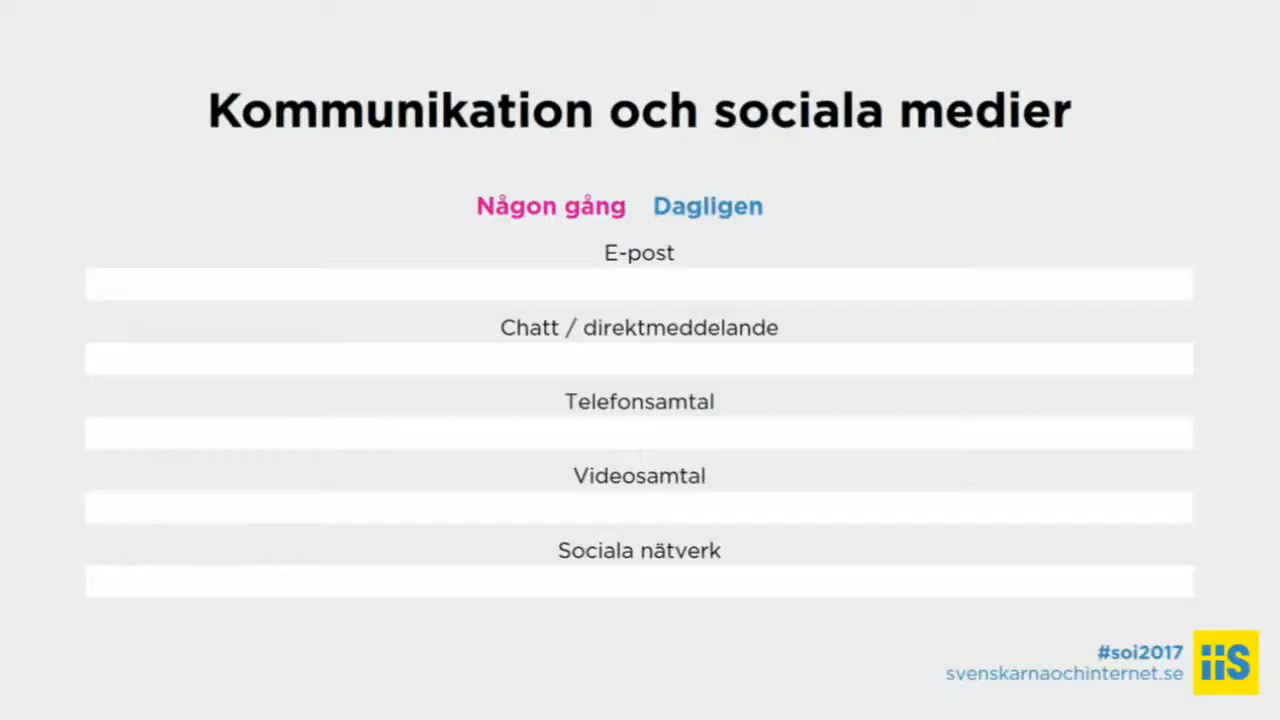 Kommunikation och sociala medier
Någon gång Dagligen
E-post
Chatt / direktmeddelande
Telefonsamtal
Videosamtal
Sociala nätverk
#soi2017
svenskarnaochinternet.se
iis